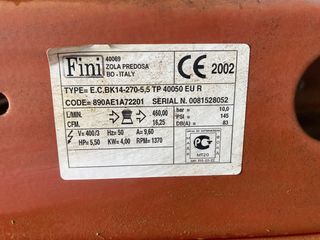 Fini
40069
ZOLA PREDOSA
BO - ITALY
CE 2002
TYPE= E.C.BK14-270-5,5 TP 40050 EU R
CODE= 890AE1A72201 SERIAL N. 0081528052
L/MIN. 460,00
CFM. 16,25
bar = 10,0
PSI = 145
DB(A) = 83
TYPE= V= 400/3 Hz= 50 A= 9,60
HP= 5,50 KW= 4,00 RPM= 1370
МТ20